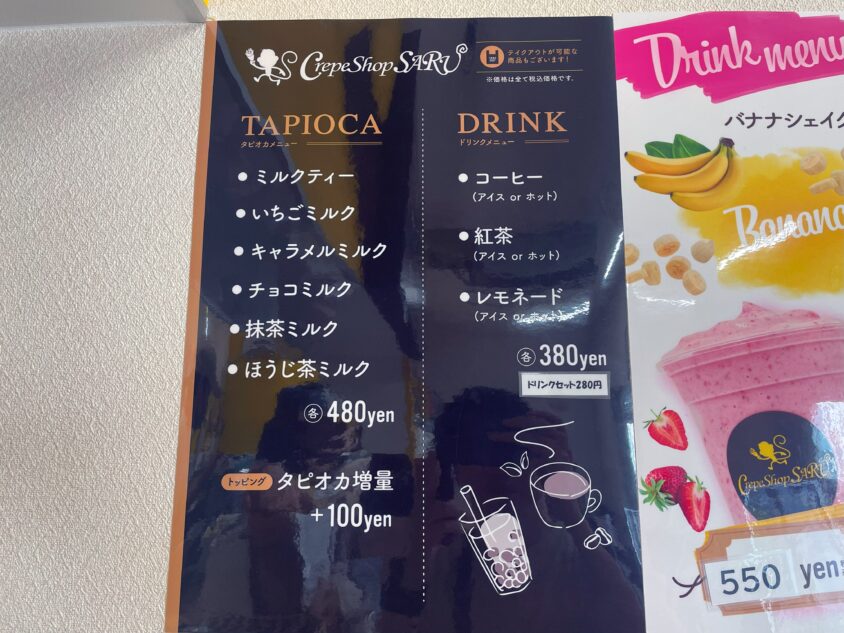 CrepeShop SARU
テイクアウトが可能な
商品もございます！
※価格は全て税込価格です。
TAPIOCA
タピオカメニュー
● ミルクティー
● いちごミルク
● キャラメルミルク
● チョコミルク
● 抹茶ミルク
● ほうじ茶ミルク
各 480yen
トッピング タピオカ増量
+100yen
DRINK
ドリンクメニュー
● コーヒー
(アイス or ホット)
● 紅茶
(アイス or ホット)
● レモネード
(アイス or ホット)
各 380yen
ドリンクセット280円
Drink menu
バナナシェイク
Banana
CrepeShop SARU
550 yen